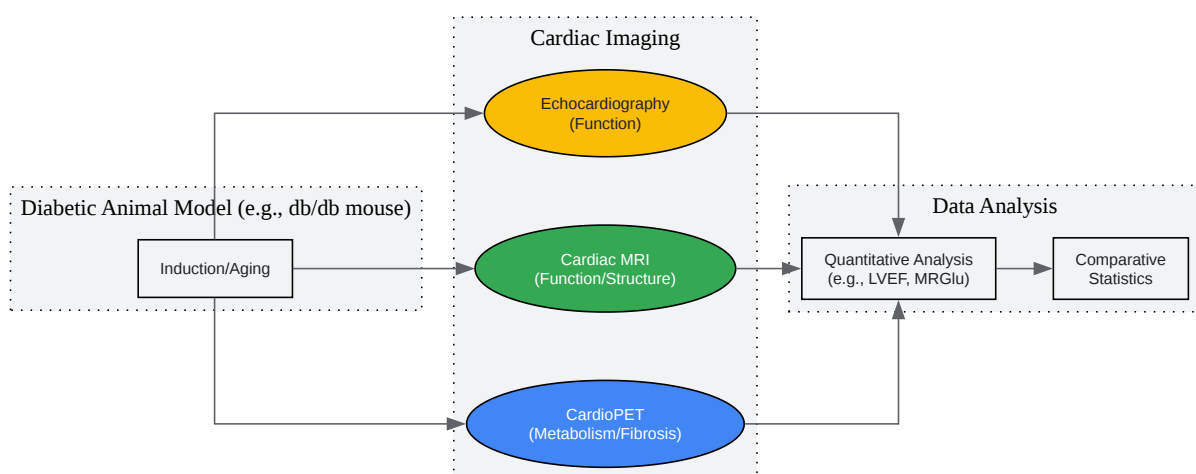 Cardiac Imaging
Echocardiography
(Function)
Diabetic Animal Model (e.g., db/db mouse)
Induction/Aging
Cardiac MRI
(Function/Structure)
CardioPET
(Metabolism/Fibrosis)
Data Analysis
Quantitative Analysis
(e.g., LVEF, MRGlu)
Comparative
Statistics